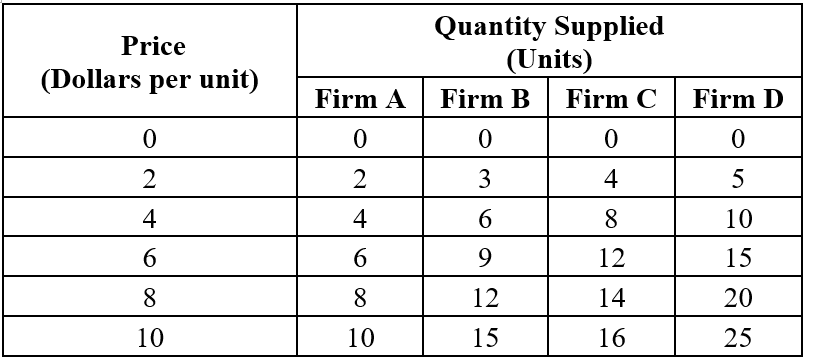 Price
(Dollars per unit)
Quantity Supplied
(Units)
Firm A Firm B Firm C Firm D
0 0 0 0 0
2 2 3 4 5
4 4 6 8 10
6 6 9 12 15
8 8 12 14 20
10 10 15 16 25